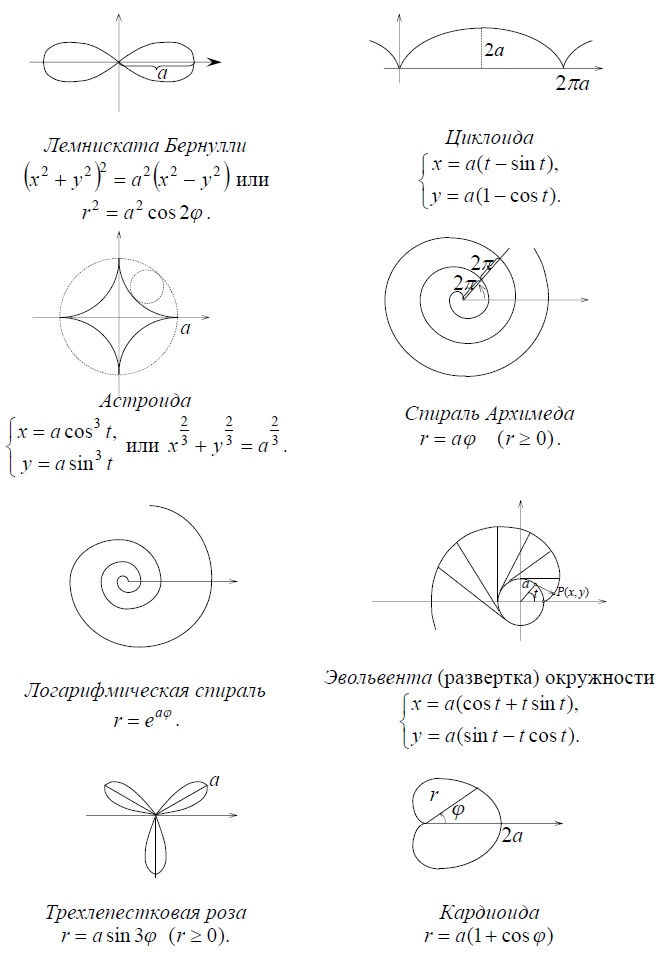 a
Лемниската Бернулли
(x² + y²)² = a²(x² − y²) или
r² = a² cos 2φ.
2a
2πa
Циклоида
{ x = a(t − sin t),
y = a(1 − cos t).
a
Астроида
{ x = a cos³ t,
y = a sin³ t
или x^(2/3) + y^(2/3) = a^(2/3).
2π
2π
Спираль Архимеда
r = aφ (r ≥ 0).
Логарифмическая спираль
r = e^(aφ).
a
t
P(x, y)
Эвольвента (развертка) окружности
{ x = a(cos t + t sin t),
y = a(sin t − t cos t).
a
Трехлепестковая роза
r = a sin 3φ (r ≥ 0).
r
φ
2a
Кардиоида
r = a(1 + cos φ)